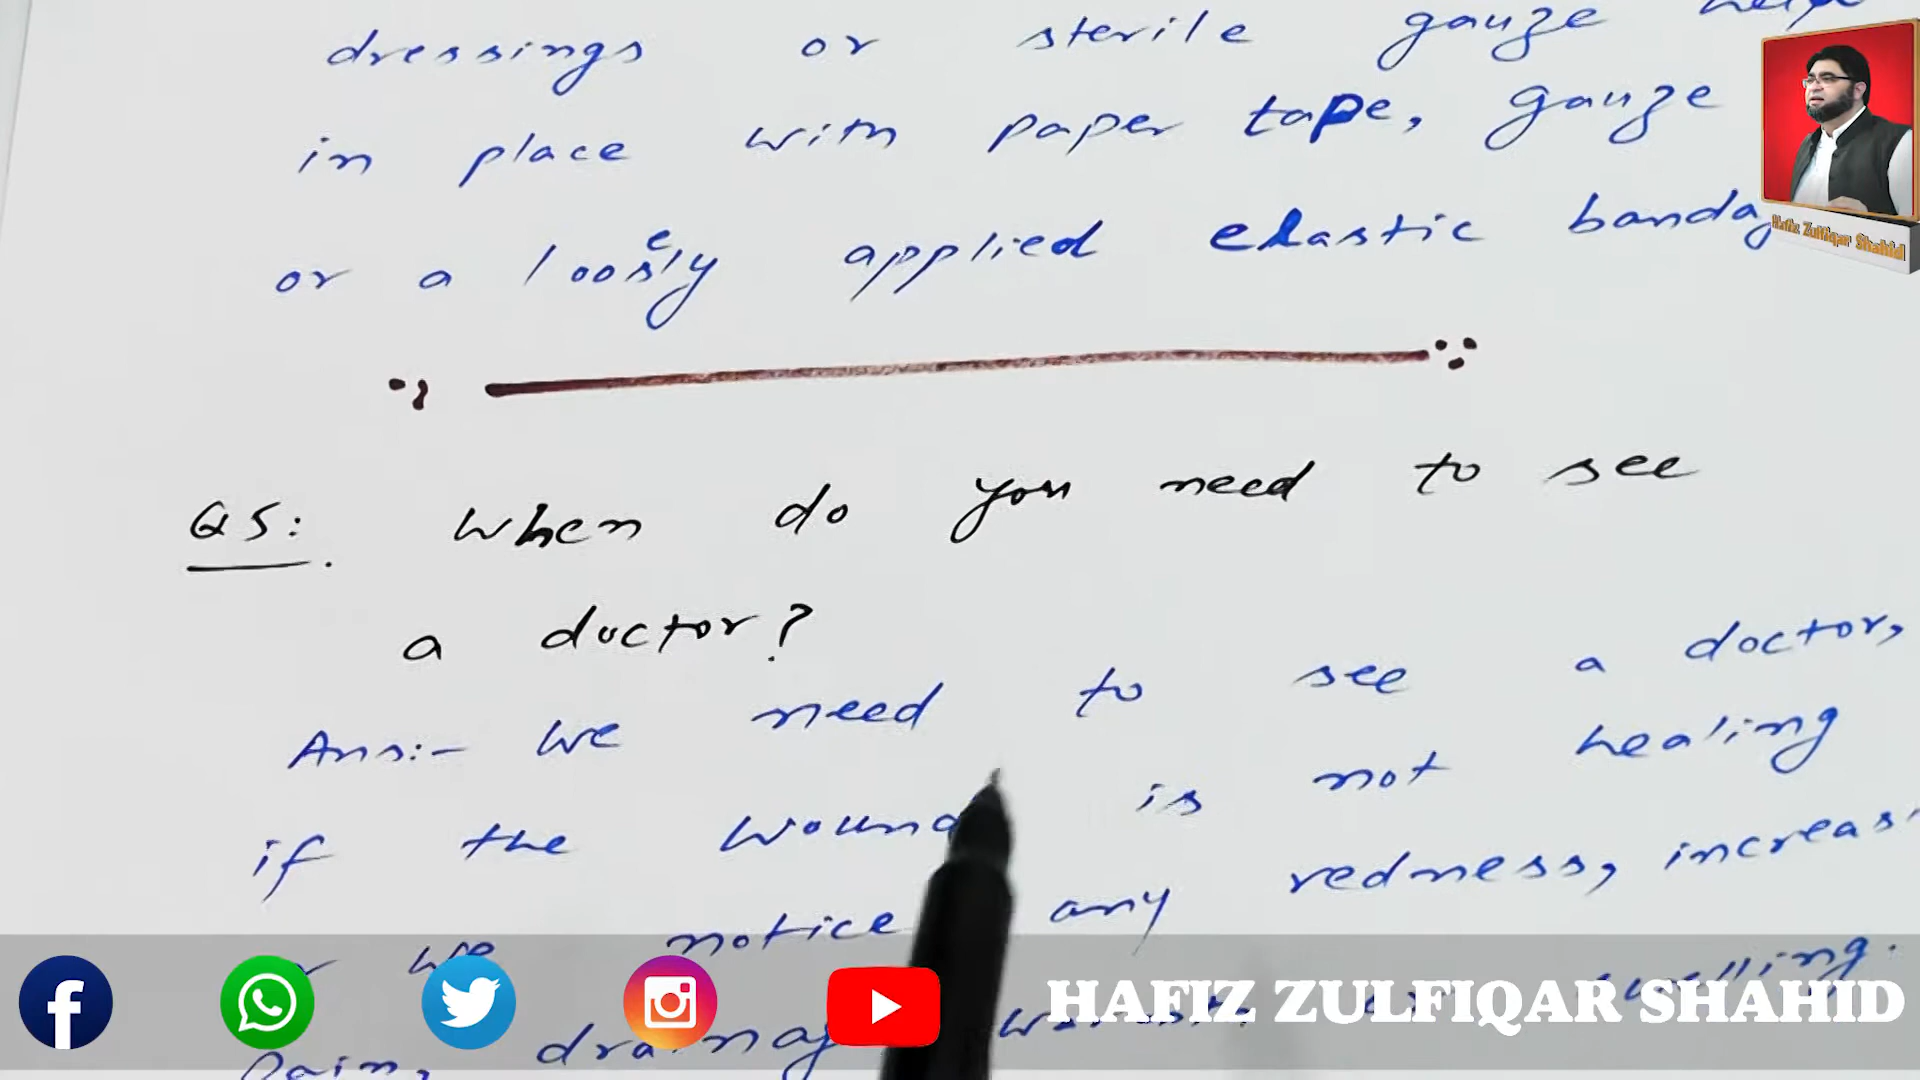 dressings or sterile gauze
in place with paper tape, gauze
or a loosely applied elastic
Q5: When do you need to see
a doctor?
Ans:- We need to see a doctor,
if the wound is not healing
we notice any redness,
pain,
Hafiz Zulfiqar Shahid
HAFIZ ZULFIQAR SHAHID